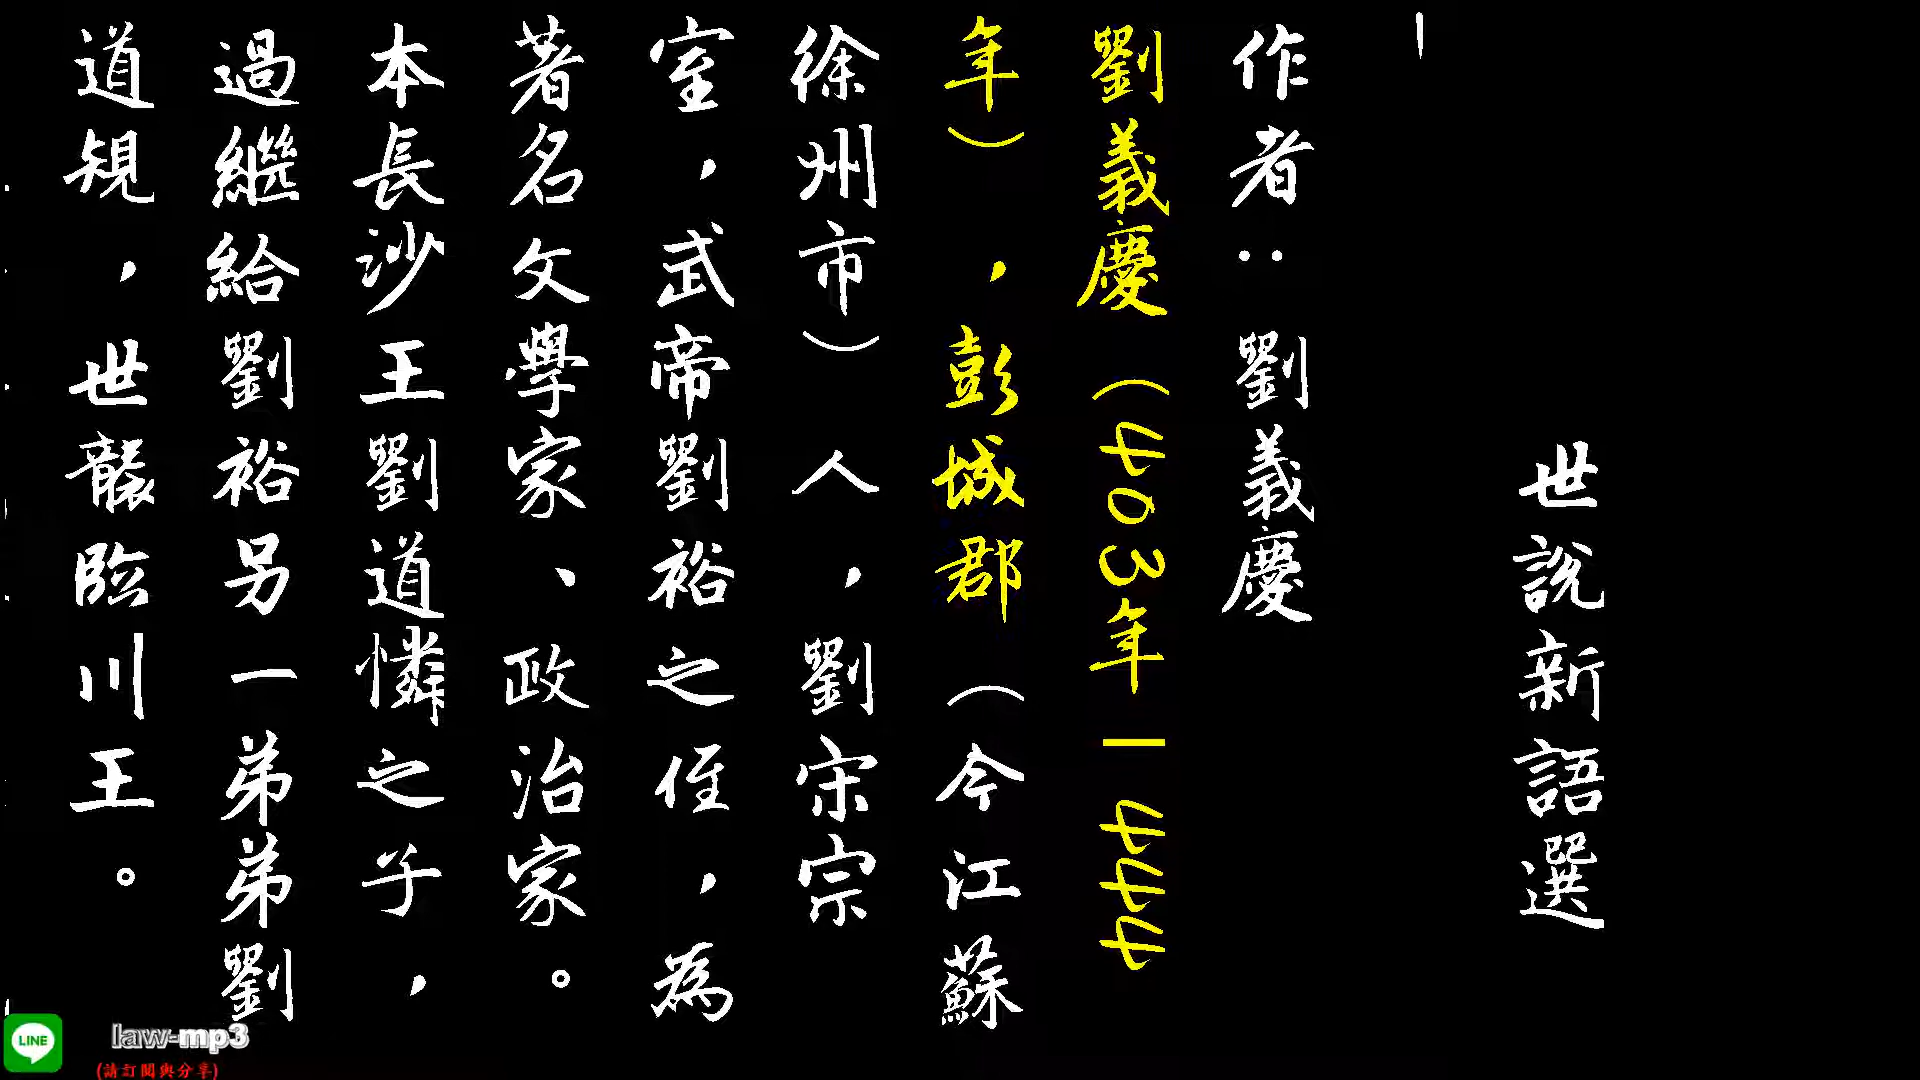 世說新語選
作者：劉義慶
劉義慶（403年－444
年），彭城郡（今江蘇
徐州市）人，劉宋宗
室，武帝劉裕之侄，為
著名文學家、政治家。
本長沙王劉道憐之子，
過繼給劉裕另一弟弟劉
道規，世襲臨川王。
LINE
law-mp3
(請訂閱與分享)